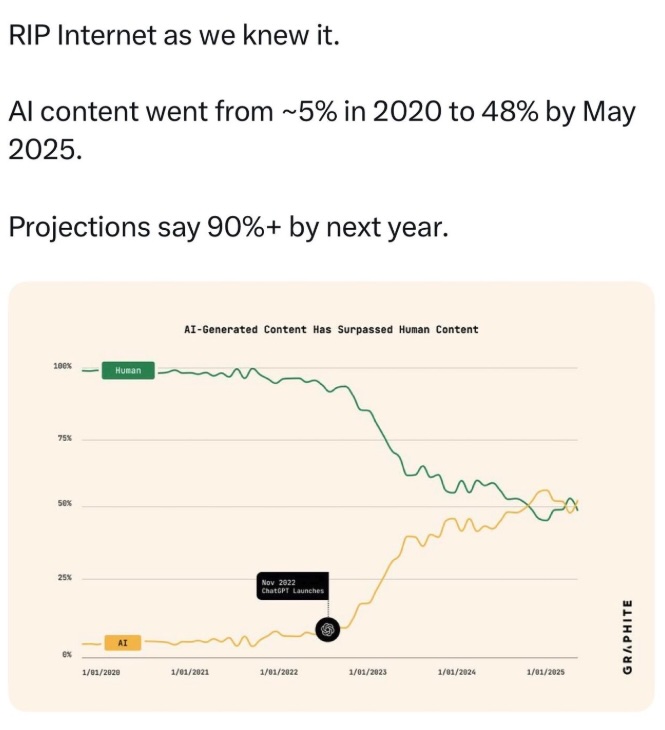 RIP Internet as we knew it.
AI content went from ~5% in 2020 to 48% by May
2025.
Projections say 90%+ by next year.
AI-Generated Content Has Surpassed Human Content
100%
Human
75%
50%
25%
Nov 2022
ChatGPT Launches
AI
0%
1/01/2020
1/01/2021
1/01/2022
1/01/2023
1/01/2024
1/01/2025
GRAPHITE